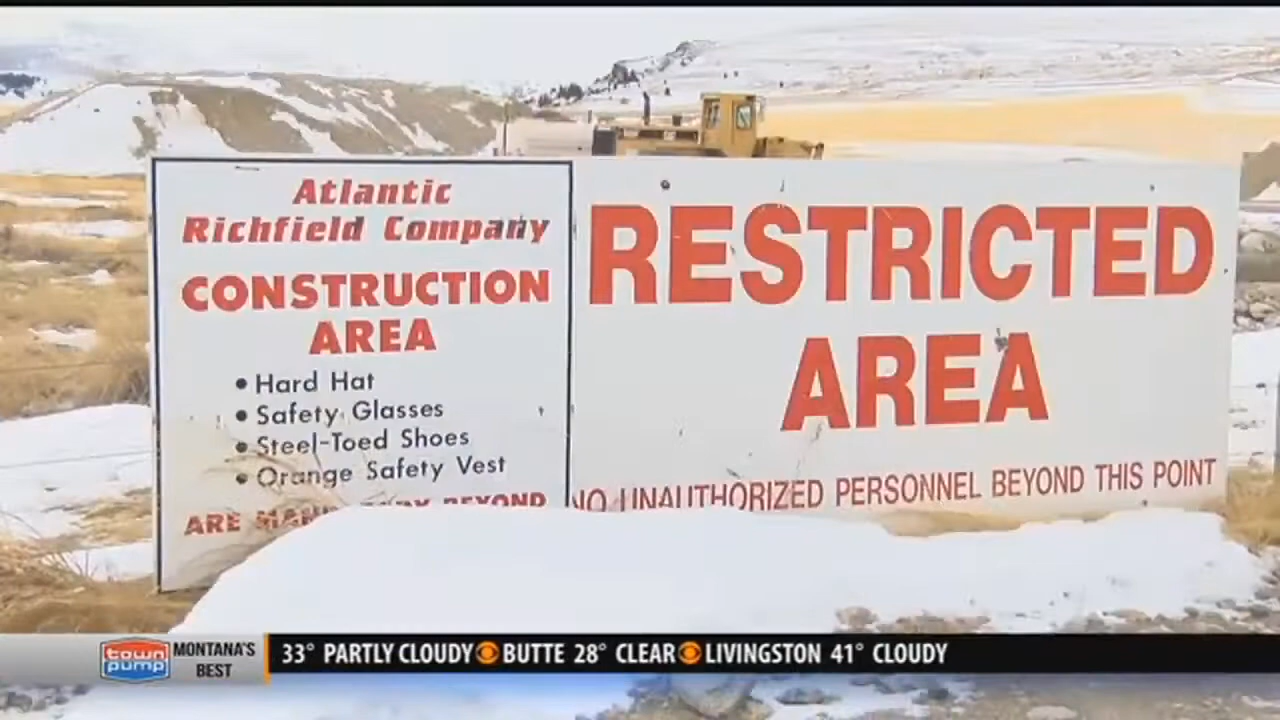 Atlantic
Richfield Company
CONSTRUCTION
AREA
• Hard Hat
• Safety Glasses
• Steel-Toed Shoes
• Orange Safety Vest
ARE BEYOND
RESTRICTED
AREA
NO UNAUTHORIZED PERSONNEL BEYOND THIS POINT
town
pump
MONTANA'S
BEST
33° PARTLY CLOUDY BUTTE 28° CLEAR LIVINGSTON 41° CLOUDY